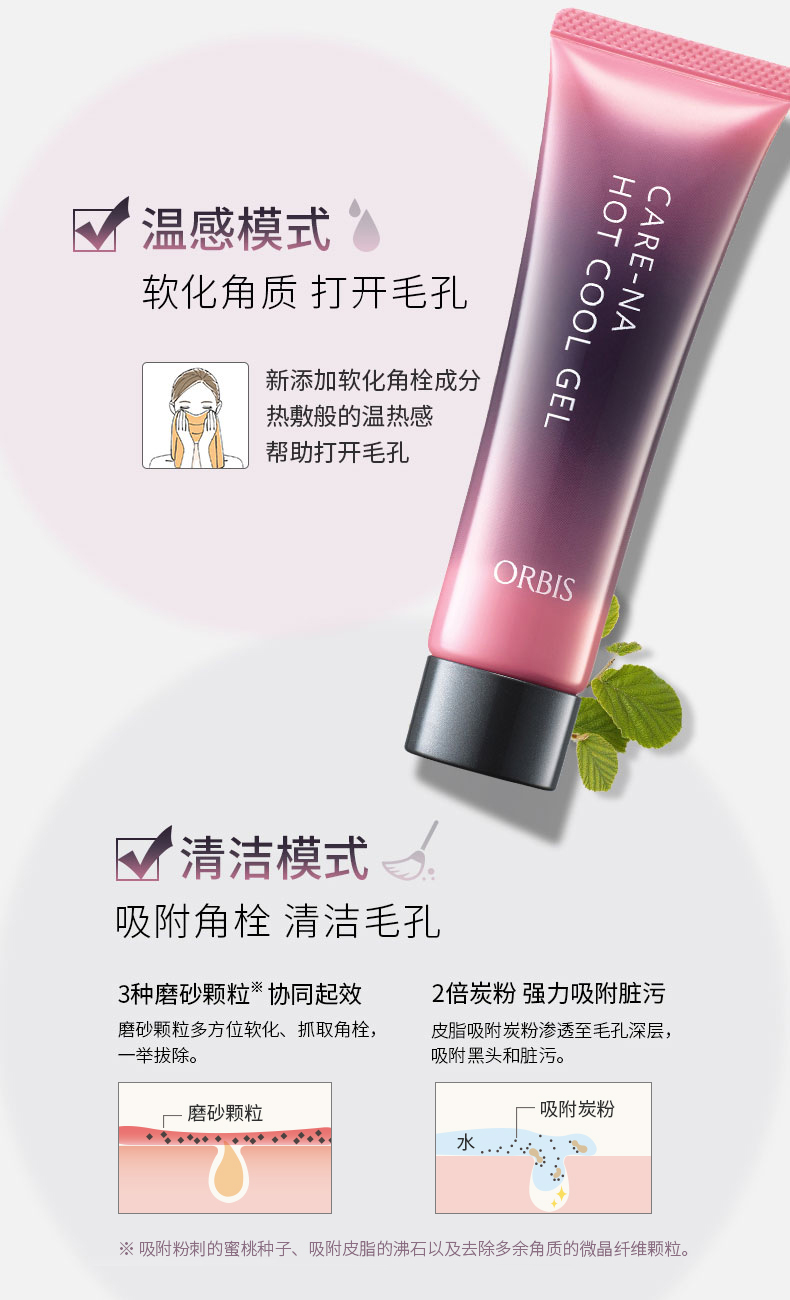 CARE-NA
HOT COOL GEL
ORBIS
温感模式
软化角质 打开毛孔
新添加软化角栓成分
热敷般的温热感
帮助打开毛孔
清洁模式
吸附角栓 清洁毛孔
3种磨砂颗粒※协同起效
磨砂颗粒多方位软化、抓取角栓，
一举拔除。
磨砂颗粒
2倍炭粉 强力吸附脏污
皮脂吸附炭粉渗透至毛孔深层，
吸附黑头和脏污。
吸附炭粉
水
※ 吸附粉刺的蜜桃种子、吸附皮脂的沸石以及去除多余角质的微晶纤维颗粒。